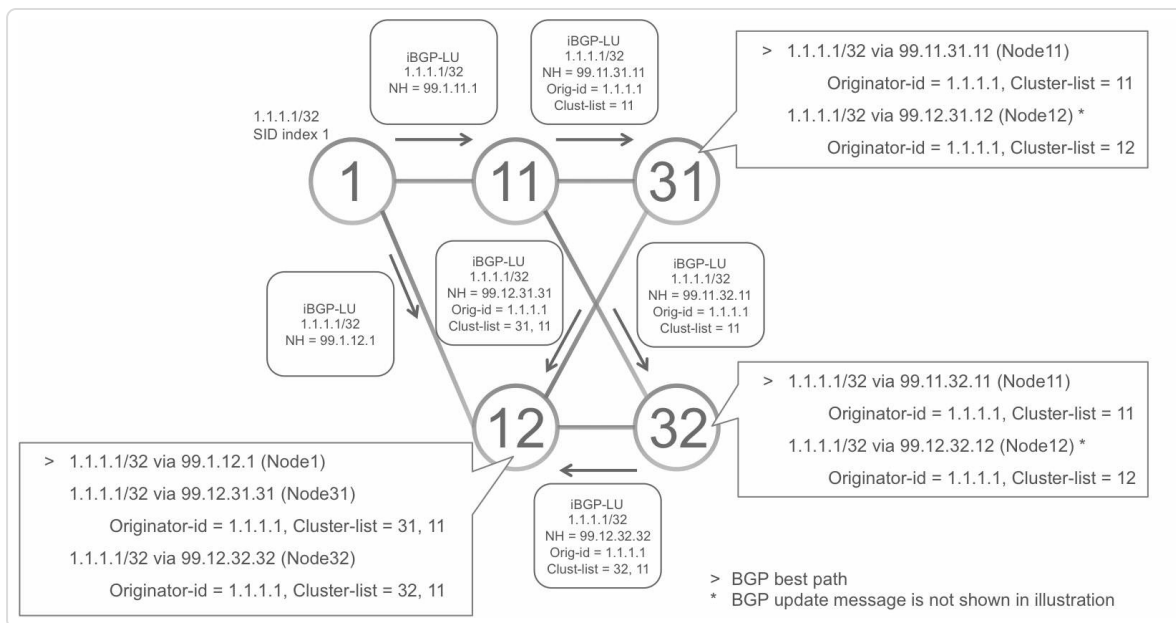 iBGP-LU
1.1.1.1/32
NH = 99.1.11.1
iBGP-LU
1.1.1.1/32
NH = 99.11.31.11
Orig-id = 1.1.1.1
Clust-list = 11
> 1.1.1.1/32 via 99.11.31.11 (Node11)
Originator-id = 1.1.1.1, Cluster-list = 11
1.1.1.1/32 via 99.12.31.12 (Node12) *
Originator-id = 1.1.1.1, Cluster-list = 12
1.1.1.1/32
SID index 1
1
11
31
iBGP-LU
1.1.1.1/32
NH = 99.1.12.1
iBGP-LU
1.1.1.1/32
NH = 99.12.31.31
Orig-id = 1.1.1.1
Clust-list = 31, 11
iBGP-LU
1.1.1.1/32
NH = 99.11.32.11
Orig-id = 1.1.1.1
Clust-list = 11
12
32
> 1.1.1.1/32 via 99.11.32.11 (Node11)
Originator-id = 1.1.1.1, Cluster-list = 11
1.1.1.1/32 via 99.12.32.12 (Node12) *
Originator-id = 1.1.1.1, Cluster-list = 12
> 1.1.1.1/32 via 99.1.12.1 (Node1)
1.1.1.1/32 via 99.12.31.31 (Node31)
Originator-id = 1.1.1.1, Cluster-list = 31, 11
1.1.1.1/32 via 99.12.32.32 (Node32)
Originator-id = 1.1.1.1, Cluster-list = 32, 11
iBGP-LU
1.1.1.1/32
NH = 99.12.32.32
Orig-id = 1.1.1.1
Clust-list = 32, 11
> BGP best path
* BGP update message is not shown in illustration